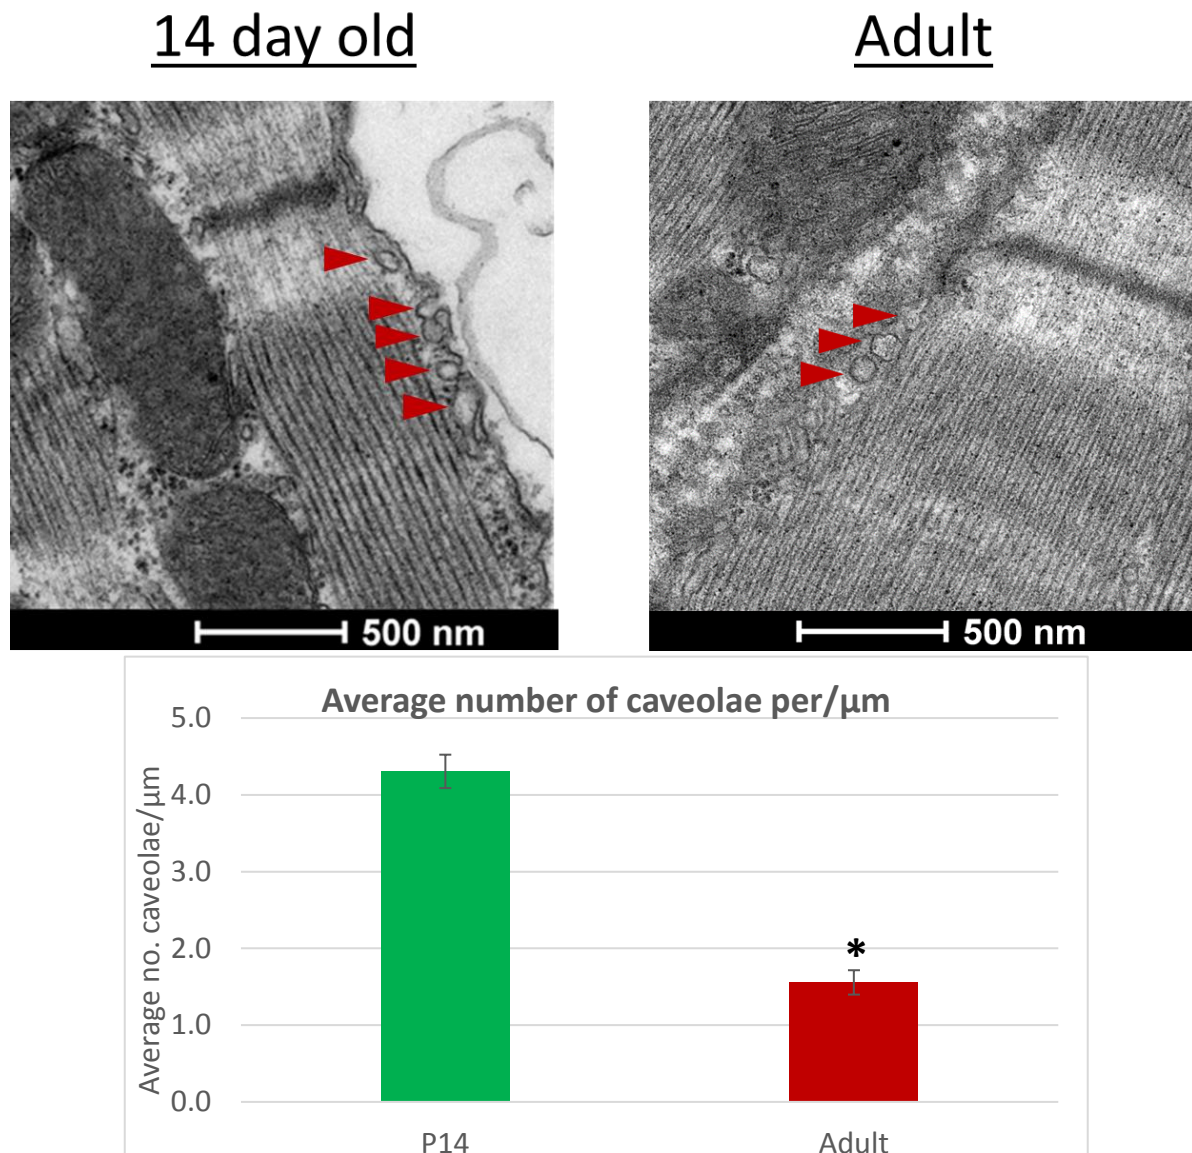 14 day old
Adult
500 nm
500 nm
Average number of caveolae per/µm
Average no. caveolae/µm
5.0
4.0
3.0
2.0
1.0
0.0
*
P14
Adult